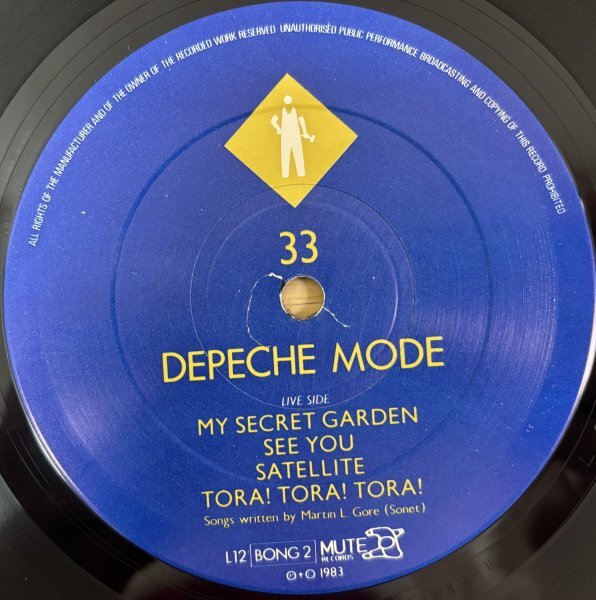 ALL RIGHTS OF THE MANUFACTURER AND OF THE OWNER OF THE RECORDED WORK RESERVED · UNAUTHORISED PUBLIC PERFORMANCE BROADCASTING AND COPYING OF THIS RECORD PROHIBITED
33
DEPECHE MODE
LIVE SIDE
MY SECRET GARDEN
SEE YOU
SATELLITE
TORA! TORA! TORA!
Songs written by Martin L. Gore (Sonet)
L12 BONG 2 MUTE
RECORDS
℗+© 1983